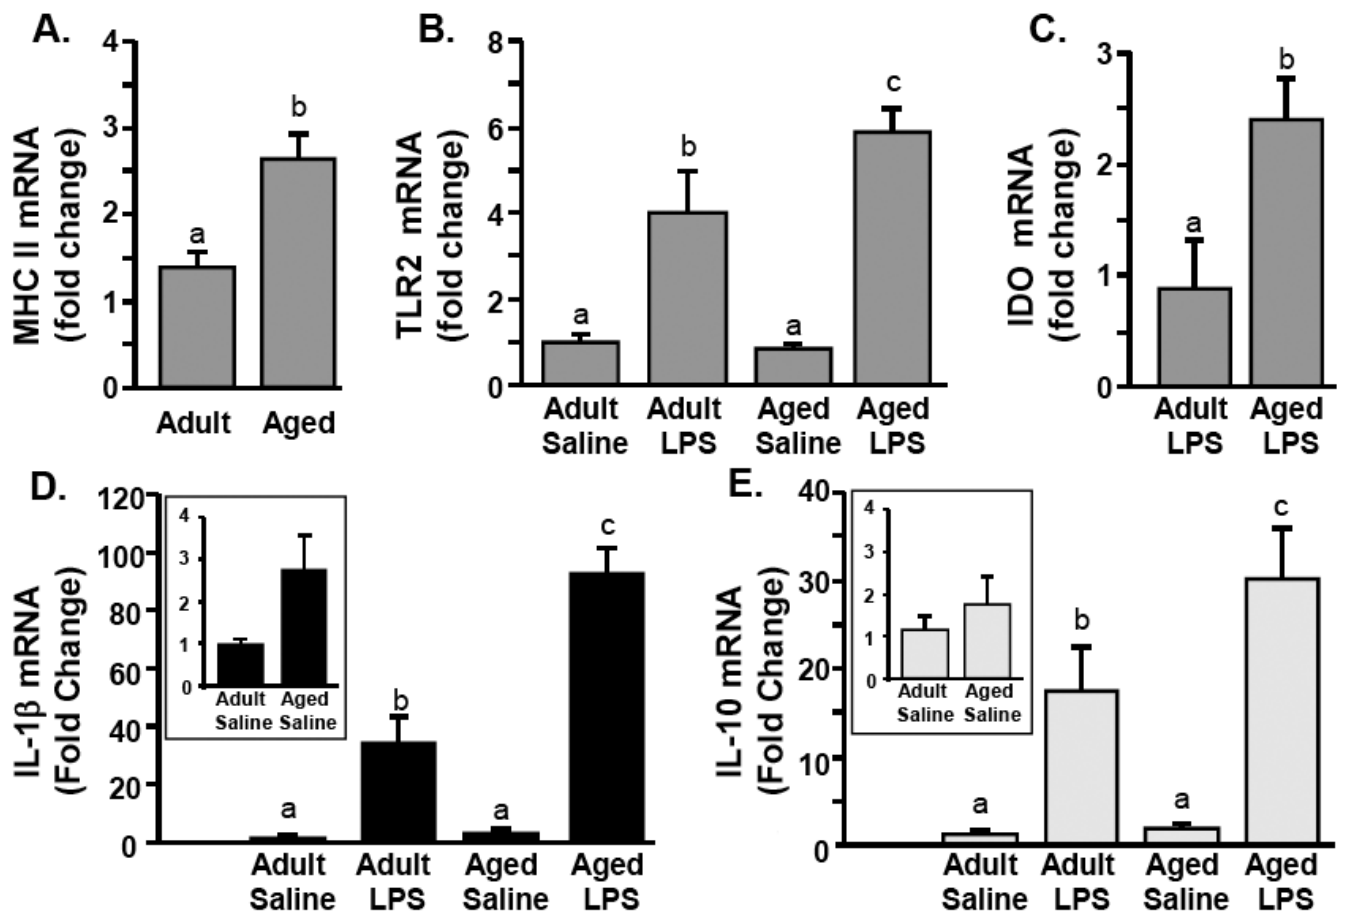 A.
MHC II mRNA
(fold change)
4
3
2
1
0
a
b
Adult
Aged
B.
TLR2 mRNA
(fold change)
8
6
4
2
0
a
b
a
c
Adult Adult Aged Aged
Saline LPS Saline LPS
C.
IDO mRNA
(fold change)
3
2
1
0
a
b
Adult Aged
LPS LPS
D.
IL-1β mRNA
(Fold Change)
120
100
80
60
40
20
0
4
3
2
1
0
Adult Aged
Saline Saline
a
b
a
c
Adult Adult Aged Aged
Saline LPS Saline LPS
E.
IL-10 mRNA
(Fold Change)
40
30
20
10
0
4
3
2
1
0
Adult Aged
Saline Saline
a
b
a
c
Adult Adult Aged Aged
Saline LPS Saline LPS